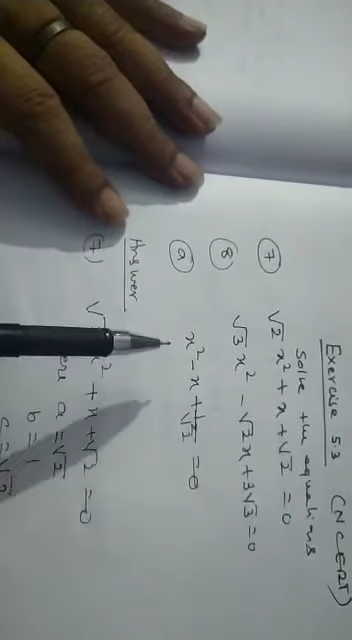 Exercise 5.3 (NCERT)
Solve the equations
(7) √2 x² + x + √2 = 0
(8) √3 x² - √2 x + 3√3 = 0
(9) x² - x + √2 = 0
Answer
(7) √ x² + x + √3 = 0
a = √2
b = 1
c = √2